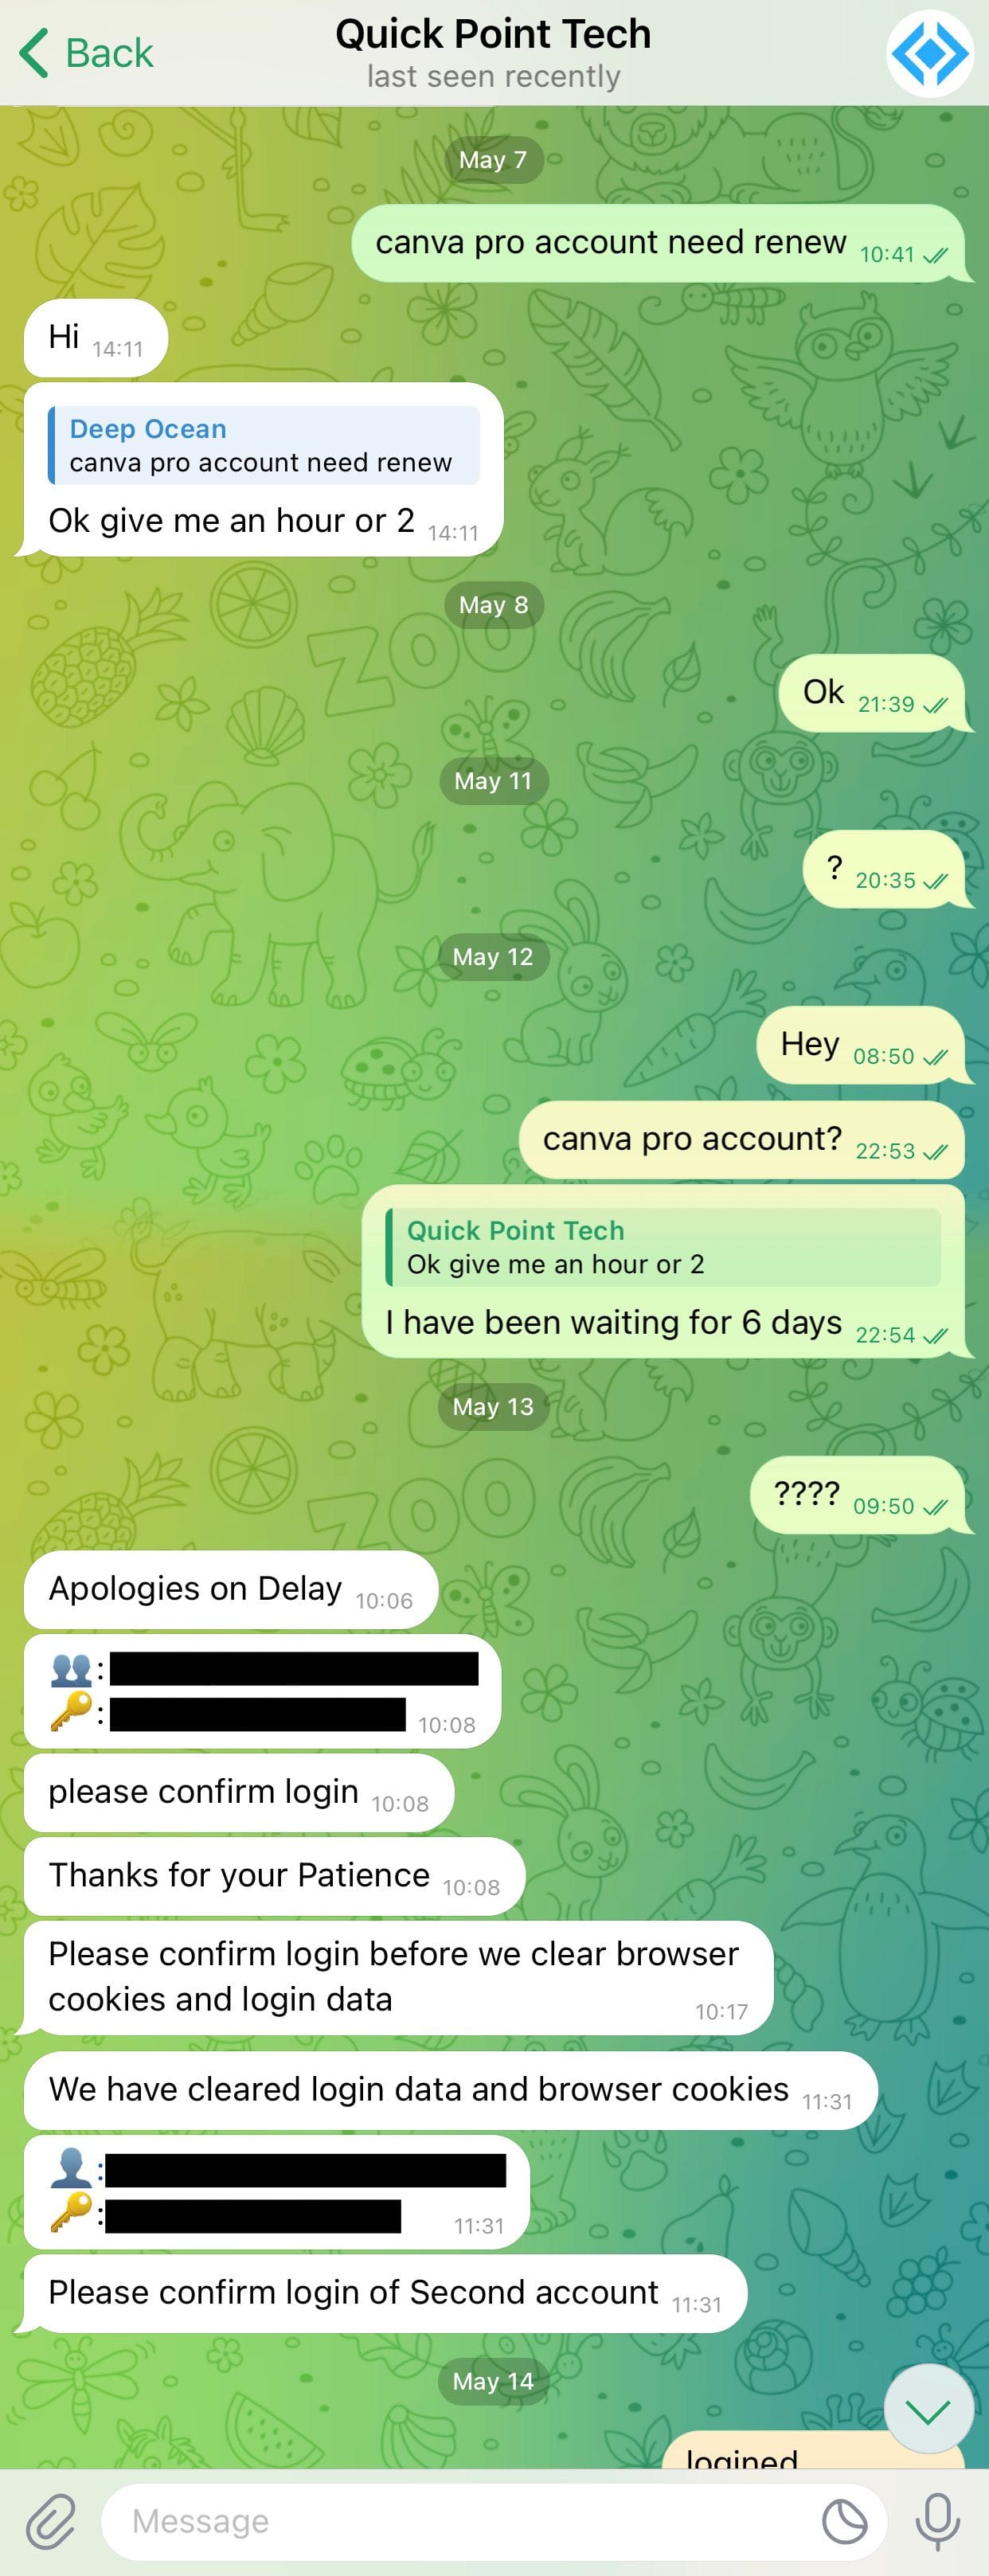 Back
Quick Point Tech
last seen recently
May 7
canva pro account need renew 10:41
Hi 14:11
Deep Ocean
canva pro account need renew
Ok give me an hour or 2 14:11
May 8
ZOO
Ok 21:39
May 11
? 20:35
May 12
Hey 08:50
canva pro account? 22:53
Quick Point Tech
Ok give me an hour or 2
I have been waiting for 6 days 22:54
May 13
ZOO
???? 09:50
Apologies on Delay 10:06
👥:
🔑: 10:08
please confirm login 10:08
Thanks for your Patience 10:08
Please confirm login before we clear browser
cookies and login data 10:17
We have cleared login data and browser cookies 11:31
👤:
🔑: 11:31
Please confirm login of Second account 11:31
May 14
logined
Message